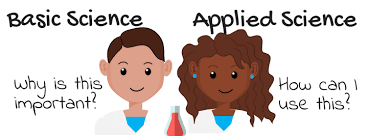 Basic Science
Applied Science
Why is this
important?
How can I
use this?